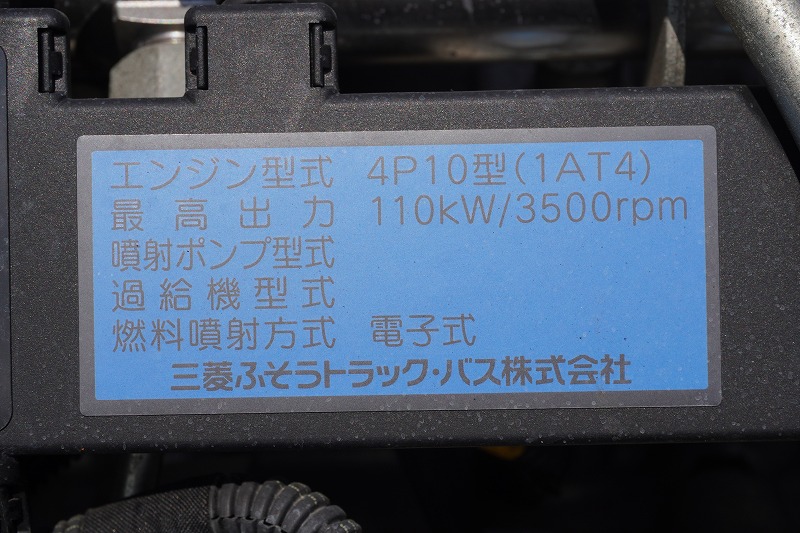 エンジン型式 4P10型(1AT4)
最高出力 110kW/3500rpm
噴射ポンプ型式
過給機型式
燃料噴射方式 電子式
三菱ふそうトラック・バス株式会社